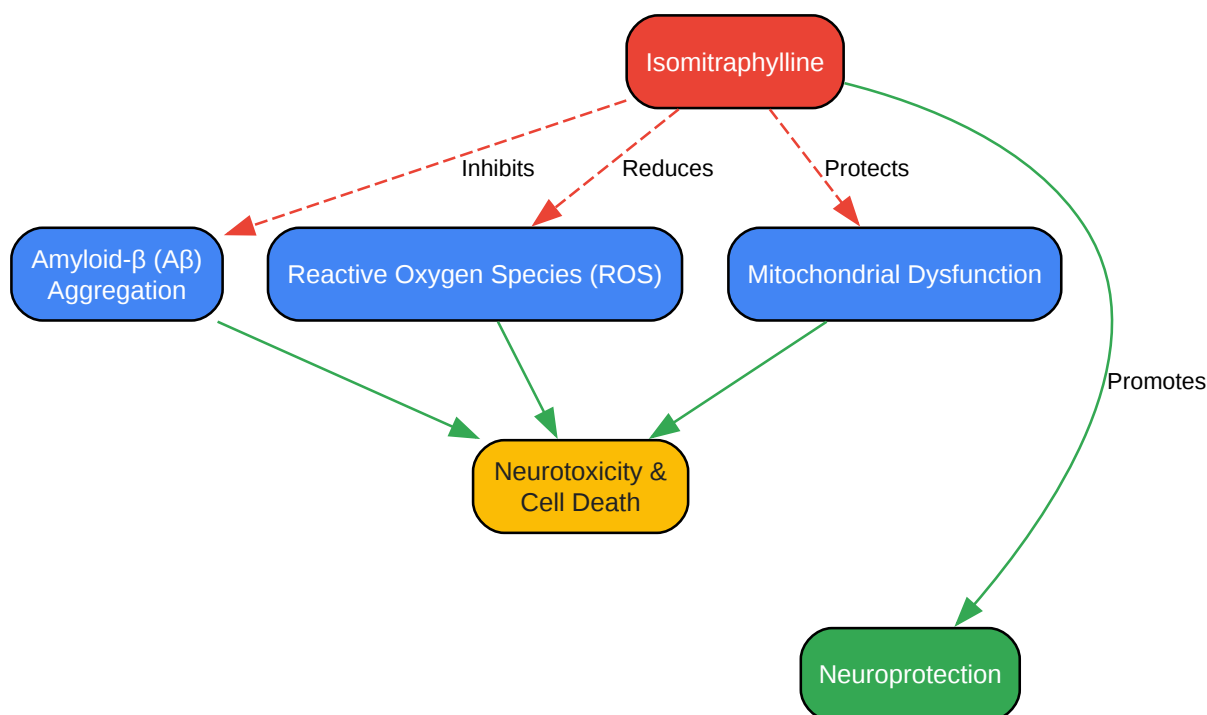 Isomitraphylline
Inhibits
Reduces
Protects
Amyloid-β (Aβ)
Aggregation
Reactive Oxygen Species (ROS)
Mitochondrial Dysfunction
Promotes
Neurotoxicity &
Cell Death
Neuroprotection